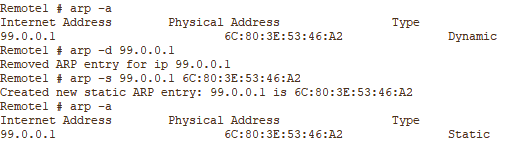 Remote1 # arp -a
Internet Address Physical Address Type
99.0.0.1 6C:80:3E:53:46:A2 Dynamic
Remote1 # arp -d 99.0.0.1
Removed ARP entry for ip 99.0.0.1
Remote1 # arp -s 99.0.0.1 6C:80:3E:53:46:A2
Created new static ARP entry: 99.0.0.1 is 6C:80:3E:53:46:A2
Remote1 # arp -a
Internet Address Physical Address Type
99.0.0.1 6C:80:3E:53:46:A2 Static